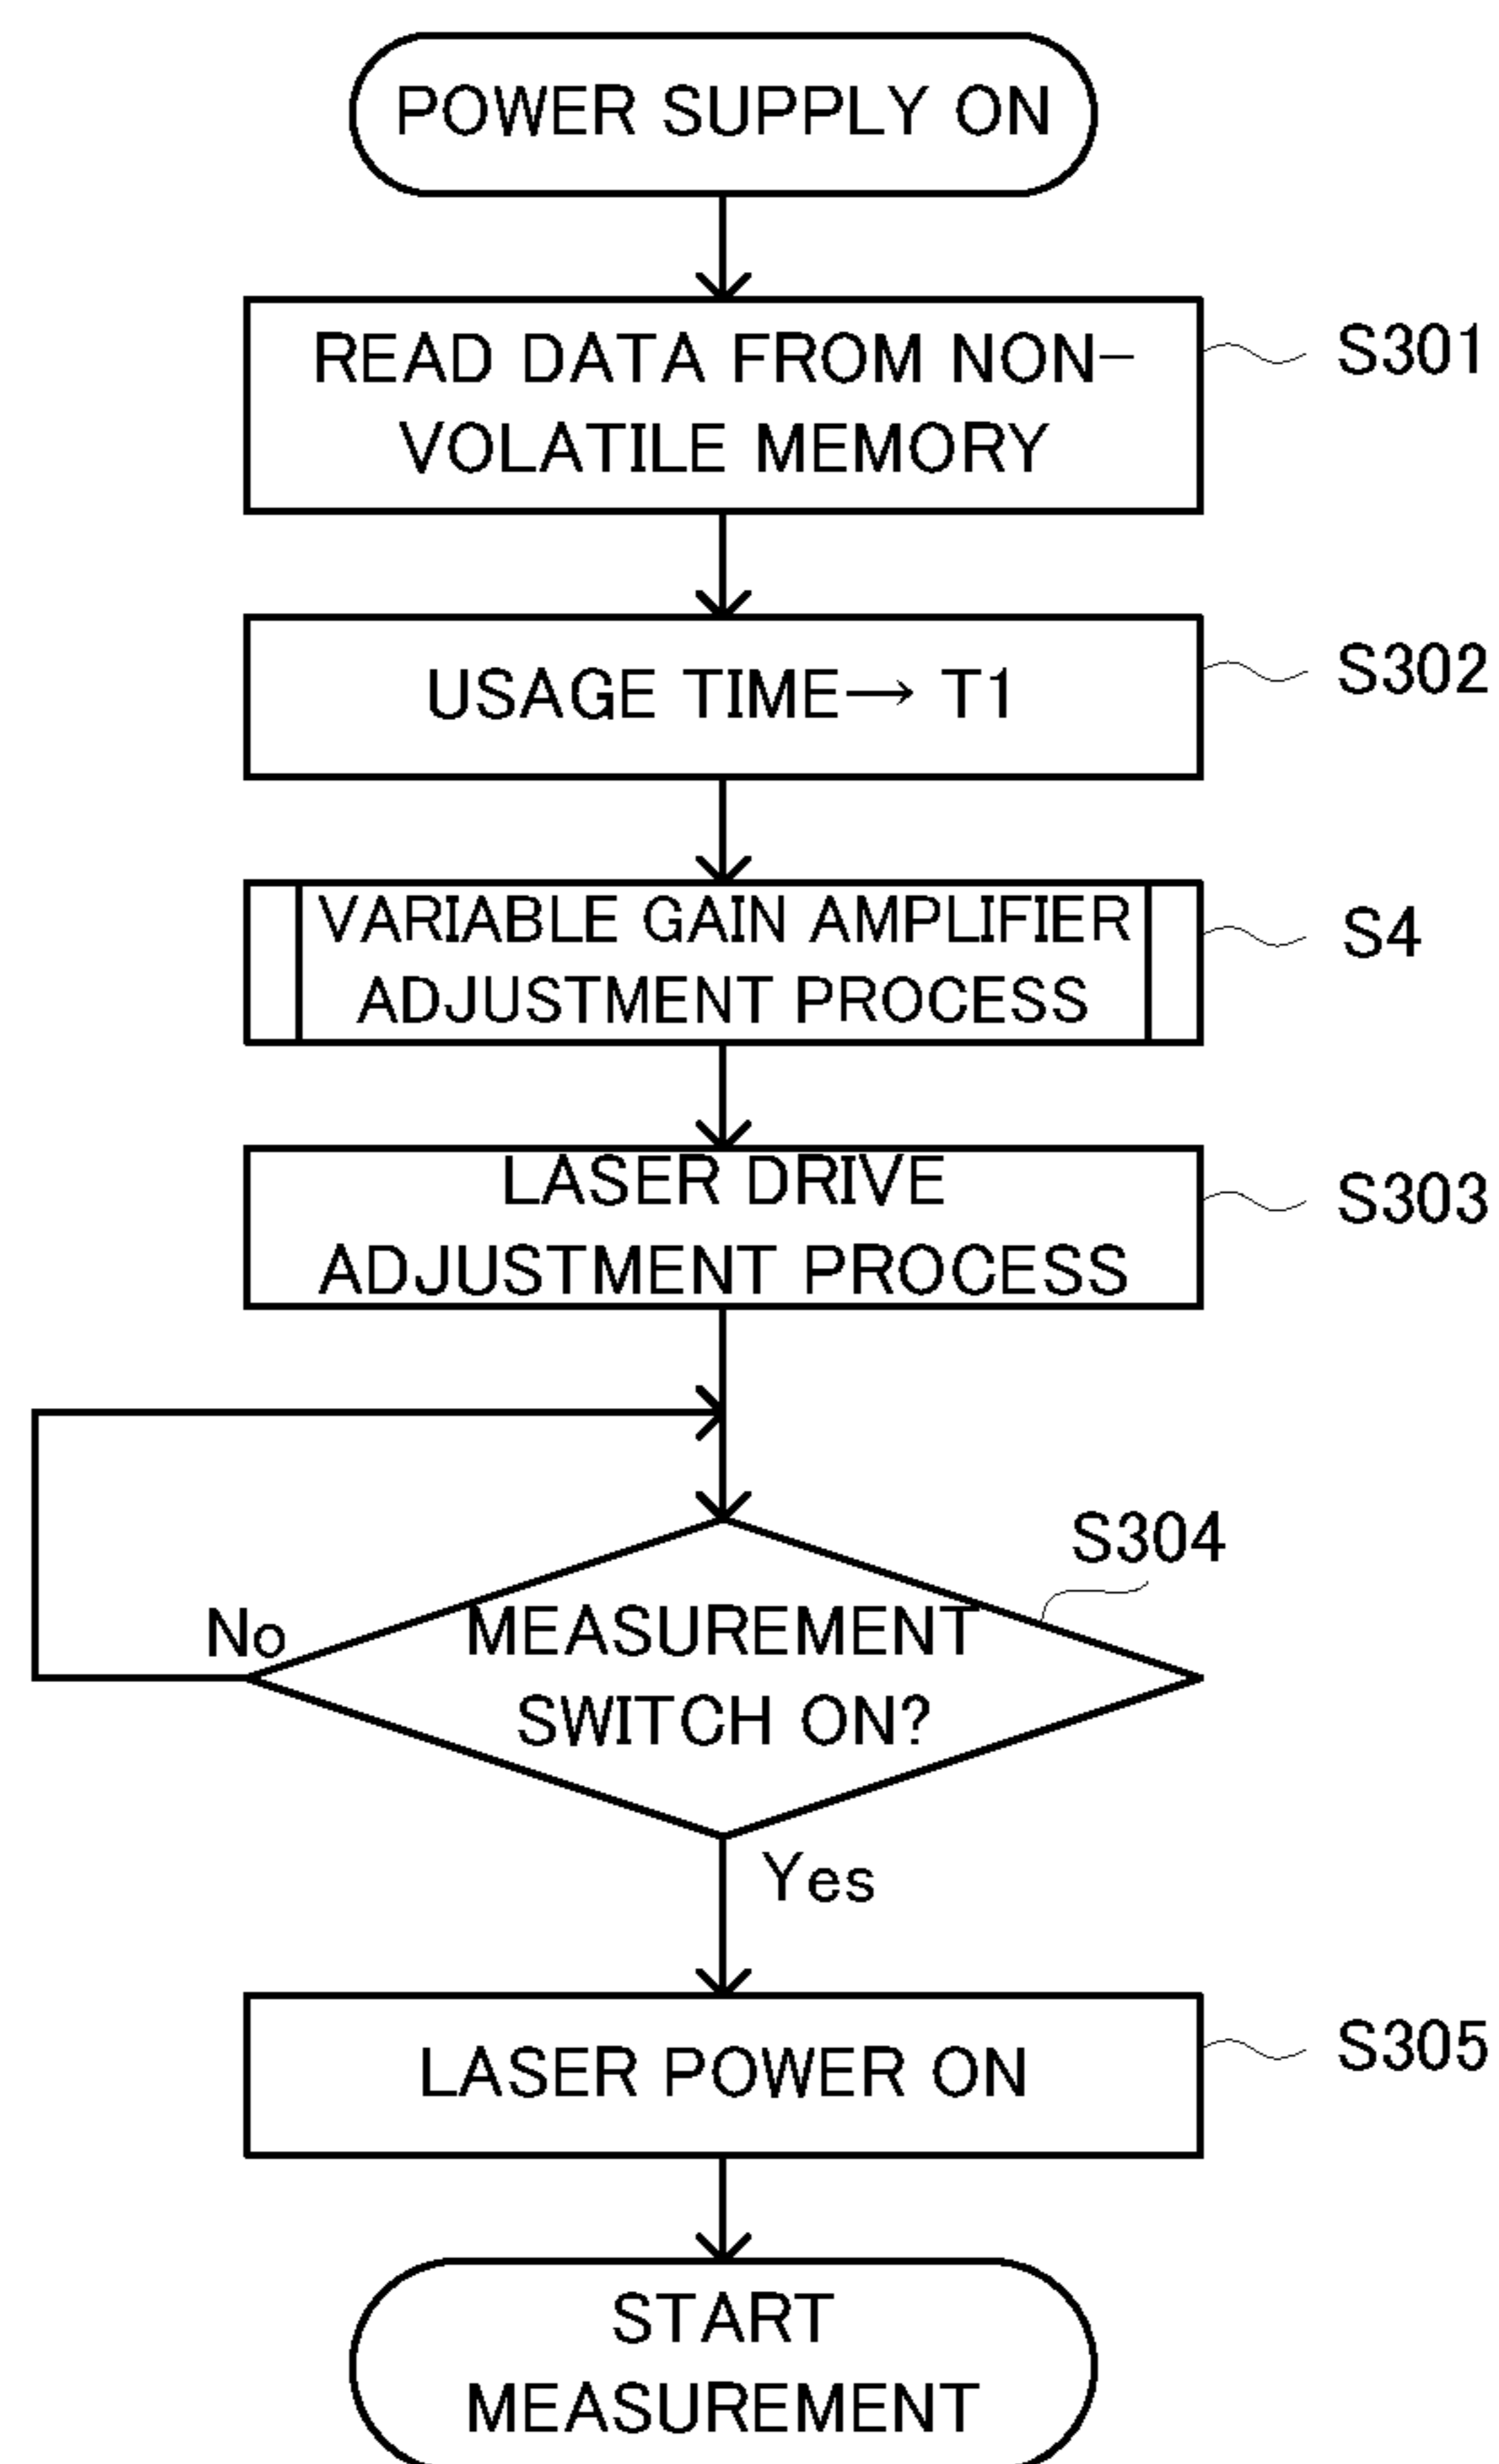 POWER SUPPLY ON
READ DATA FROM NON-
VOLATILE MEMORY
S301
USAGE TIME→ T1
S302
VARIABLE GAIN AMPLIFIER
ADJUSTMENT PROCESS
S4
LASER DRIVE
ADJUSTMENT PROCESS
S303
S304
No
MEASUREMENT
SWITCH ON?
Yes
LASER POWER ON
S305
START
MEASUREMENT